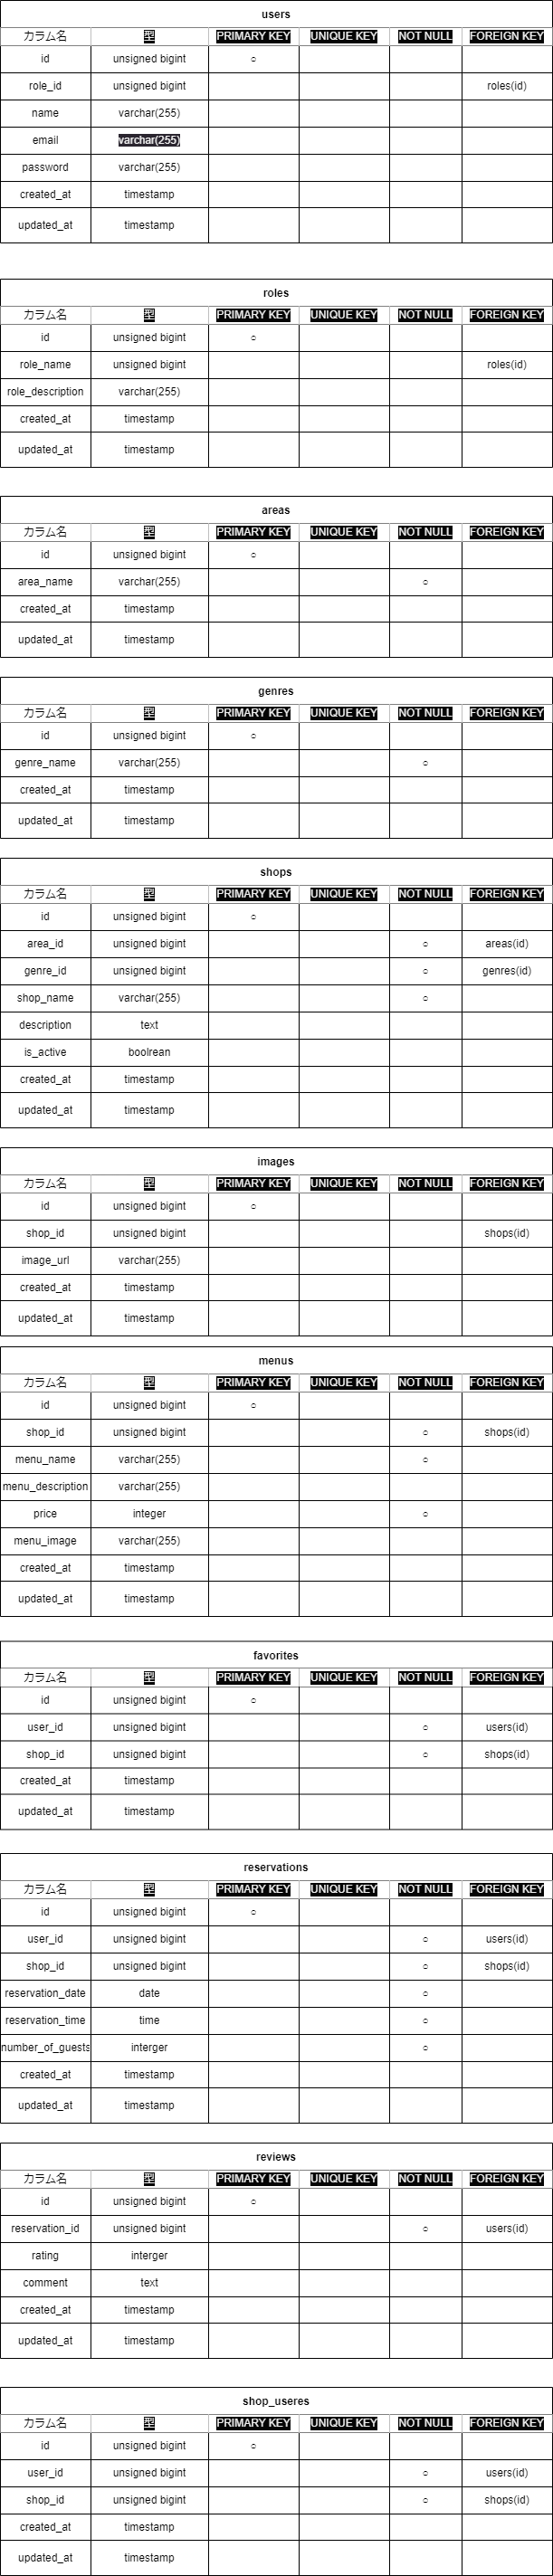 users
カラム名 型 PRIMARY KEY UNIQUE KEY NOT NULL FOREIGN KEY
id unsigned bigint ○
role_id unsigned bigint roles(id)
name varchar(255)
email varchar(255)
password varchar(255)
created_at timestamp
updated_at timestamp
roles
カラム名 型 PRIMARY KEY UNIQUE KEY NOT NULL FOREIGN KEY
id unsigned bigint ○
role_name unsigned bigint roles(id)
role_description varchar(255)
created_at timestamp
updated_at timestamp
areas
カラム名 型 PRIMARY KEY UNIQUE KEY NOT NULL FOREIGN KEY
id unsigned bigint ○
area_name varchar(255) ○
created_at timestamp
updated_at timestamp
genres
カラム名 型 PRIMARY KEY UNIQUE KEY NOT NULL FOREIGN KEY
id unsigned bigint ○
genre_name varchar(255) ○
created_at timestamp
updated_at timestamp
shops
カラム名 型 PRIMARY KEY UNIQUE KEY NOT NULL FOREIGN KEY
id unsigned bigint ○
area_id unsigned bigint ○ areas(id)
genre_id unsigned bigint ○ genres(id)
shop_name varchar(255) ○
description text
is_active boolrean
created_at timestamp
updated_at timestamp
images
カラム名 型 PRIMARY KEY UNIQUE KEY NOT NULL FOREIGN KEY
id unsigned bigint ○
shop_id unsigned bigint shops(id)
image_url varchar(255)
created_at timestamp
updated_at timestamp
menus
カラム名 型 PRIMARY KEY UNIQUE KEY NOT NULL FOREIGN KEY
id unsigned bigint ○
shop_id unsigned bigint ○ shops(id)
menu_name varchar(255) ○
menu_description varchar(255)
price integer ○
menu_image varchar(255)
created_at timestamp
updated_at timestamp
favorites
カラム名 型 PRIMARY KEY UNIQUE KEY NOT NULL FOREIGN KEY
id unsigned bigint ○
user_id unsigned bigint ○ users(id)
shop_id unsigned bigint ○ shops(id)
created_at timestamp
updated_at timestamp
reservations
カラム名 型 PRIMARY KEY UNIQUE KEY NOT NULL FOREIGN KEY
id unsigned bigint ○
user_id unsigned bigint ○ users(id)
shop_id unsigned bigint ○ shops(id)
reservation_date date ○
reservation_time time ○
number_of_guests interger ○
created_at timestamp
updated_at timestamp
reviews
カラム名 型 PRIMARY KEY UNIQUE KEY NOT NULL FOREIGN KEY
id unsigned bigint ○
reservation_id unsigned bigint ○ users(id)
rating interger
comment text
created_at timestamp
updated_at timestamp
shop_useres
カラム名 型 PRIMARY KEY UNIQUE KEY NOT NULL FOREIGN KEY
id unsigned bigint ○
user_id unsigned bigint ○ users(id)
shop_id unsigned bigint ○ shops(id)
created_at timestamp
updated_at timestamp